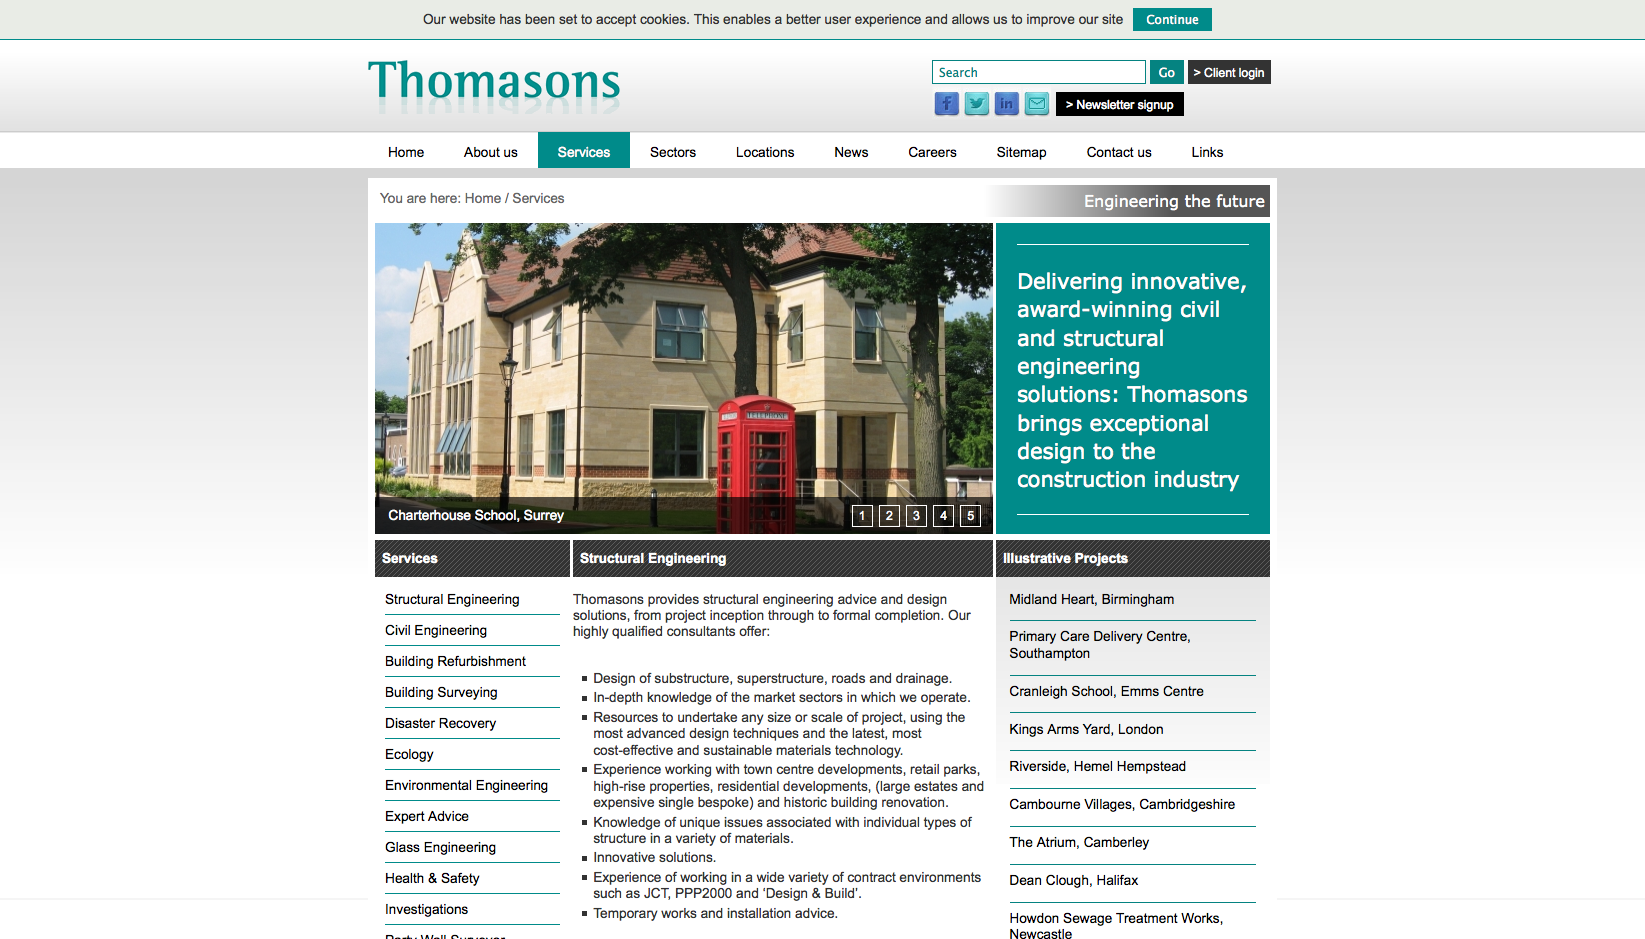 Our website has been set to accept cookies. This enables a better user experience and allows us to improve our site
Continue
Thomasons
Search
Go
> Client login
> Newsletter signup
Home
About us
Services
Sectors
Locations
News
Careers
Sitemap
Contact us
Links
You are here: Home / Services
Engineering the future
TELEPHONE
Charterhouse School, Surrey
1
2
3
4
5
Delivering innovative,
award-winning civil
and structural
engineering
solutions: Thomasons
brings exceptional
design to the
construction industry
Services
Structural Engineering
Civil Engineering
Building Refurbishment
Building Surveying
Disaster Recovery
Ecology
Environmental Engineering
Expert Advice
Glass Engineering
Health & Safety
Investigations
Party Wall Surveyor
Structural Engineering
Thomasons provides structural engineering advice and design
solutions, from project inception through to formal completion. Our
highly qualified consultants offer:
Design of substructure, superstructure, roads and drainage.
In-depth knowledge of the market sectors in which we operate.
Resources to undertake any size or scale of project, using the
most advanced design techniques and the latest, most
cost-effective and sustainable materials technology.
Experience working with town centre developments, retail parks,
high-rise properties, residential developments, (large estates and
expensive single bespoke) and historic building renovation.
Knowledge of unique issues associated with individual types of
structure in a variety of materials.
Innovative solutions.
Experience of working in a wide variety of contract environments
such as JCT, PPP2000 and ‘Design & Build’.
Temporary works and installation advice.
Illustrative Projects
Midland Heart, Birmingham
Primary Care Delivery Centre,
Southampton
Cranleigh School, Emms Centre
Kings Arms Yard, London
Riverside, Hemel Hempstead
Cambourne Villages, Cambridgeshire
The Atrium, Camberley
Dean Clough, Halifax
Howdon Sewage Treatment Works,
Newcastle